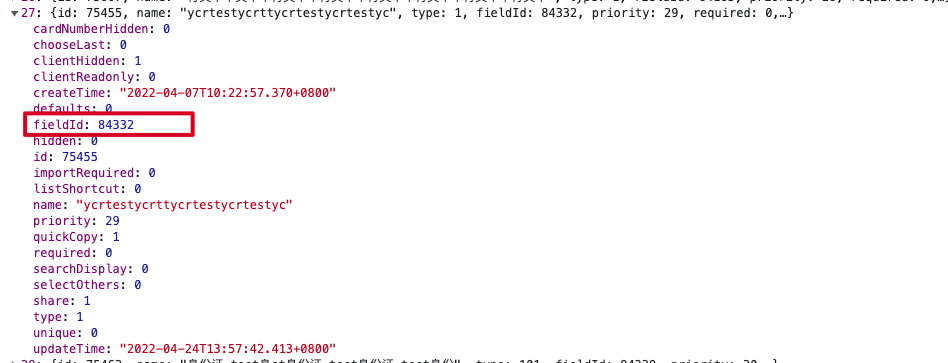 27: {id: 75455, name: "ycrtestycrttycrtestycrtestyc", type: 1, fieldId: 84332, priority: 29, required: 0,…}
cardNumberHidden: 0
chooseLast: 0
clientHidden: 1
clientReadonly: 0
createTime: "2022-04-07T10:22:57.370+0800"
defaults: 0
fieldId: 84332
hidden: 0
id: 75455
importRequired: 0
listShortcut: 0
name: "ycrtestycrttycrtestycrtestyc"
priority: 29
quickCopy: 1
required: 0
searchDisplay: 0
selectOthers: 0
share: 1
type: 1
unique: 0
updateTime: "2022-04-24T13:57:42.413+0800"